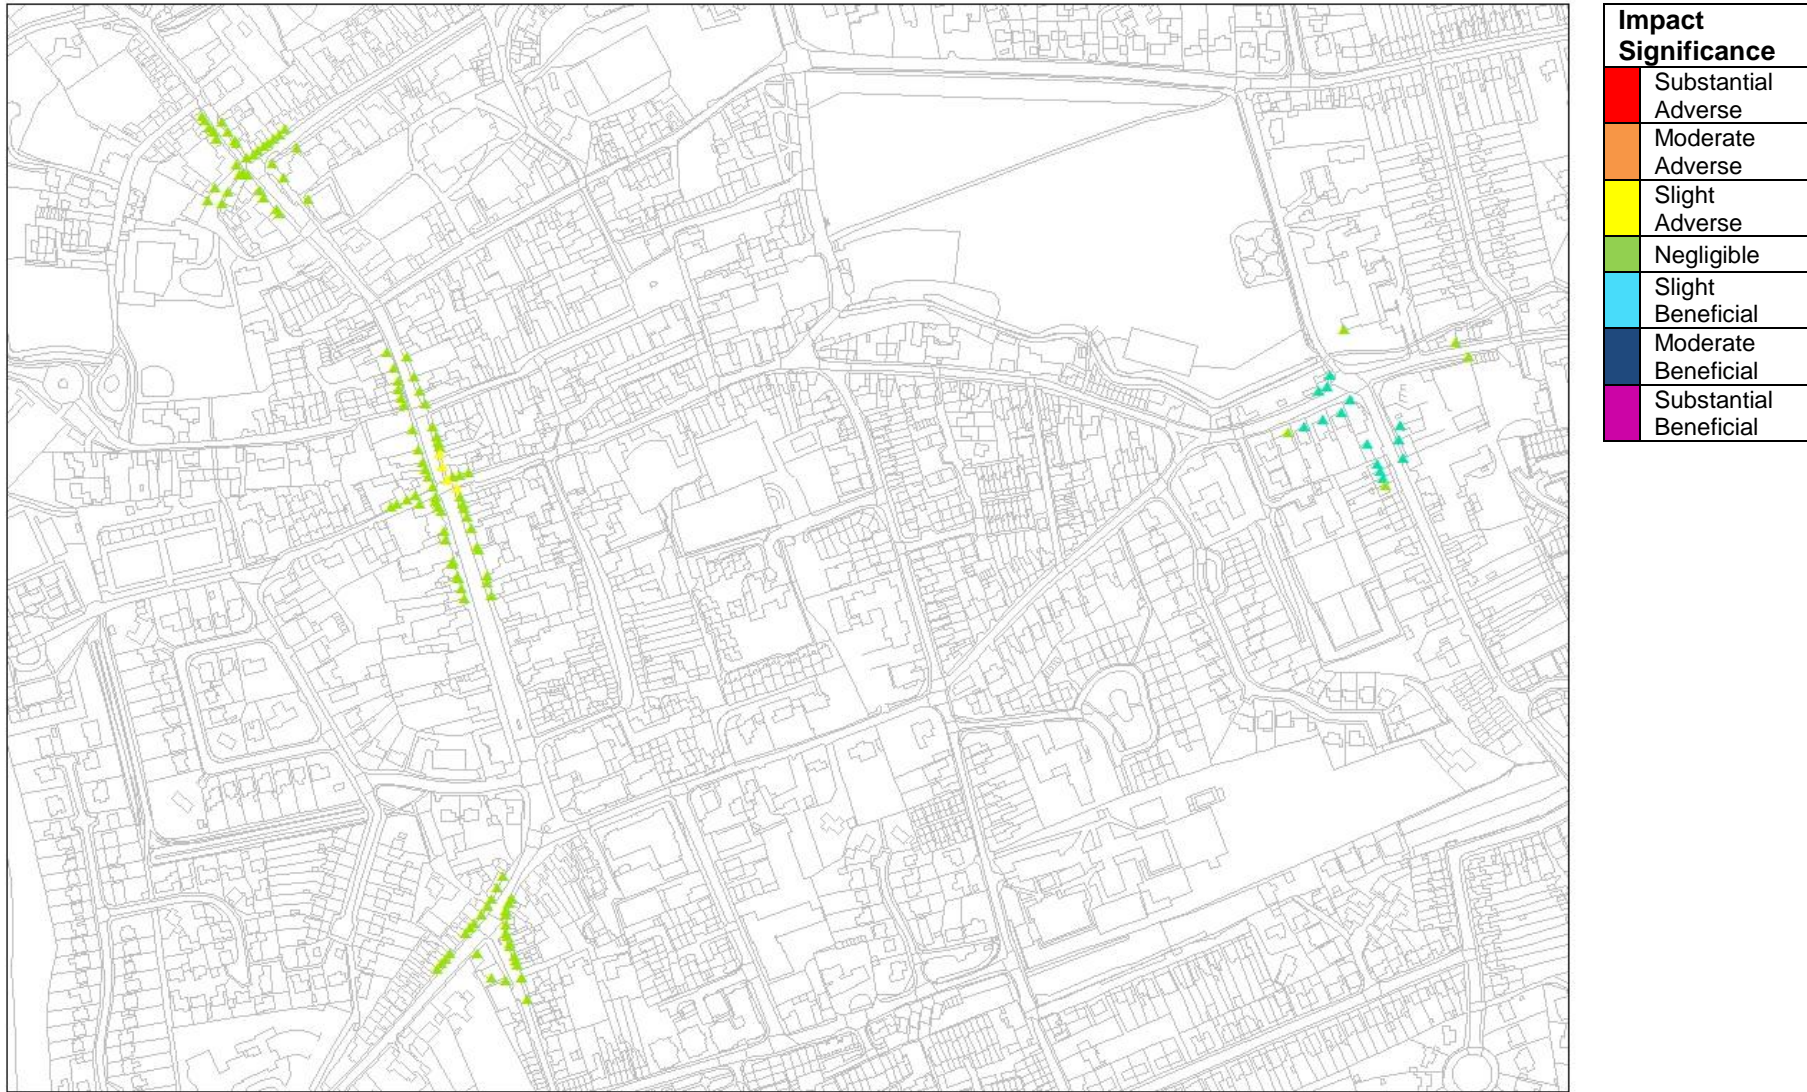 Impact
Significance
Substantial
Adverse
Moderate
Adverse
Slight
Adverse
Negligible
Slight
Beneficial
Moderate
Beneficial
Substantial
Beneficial